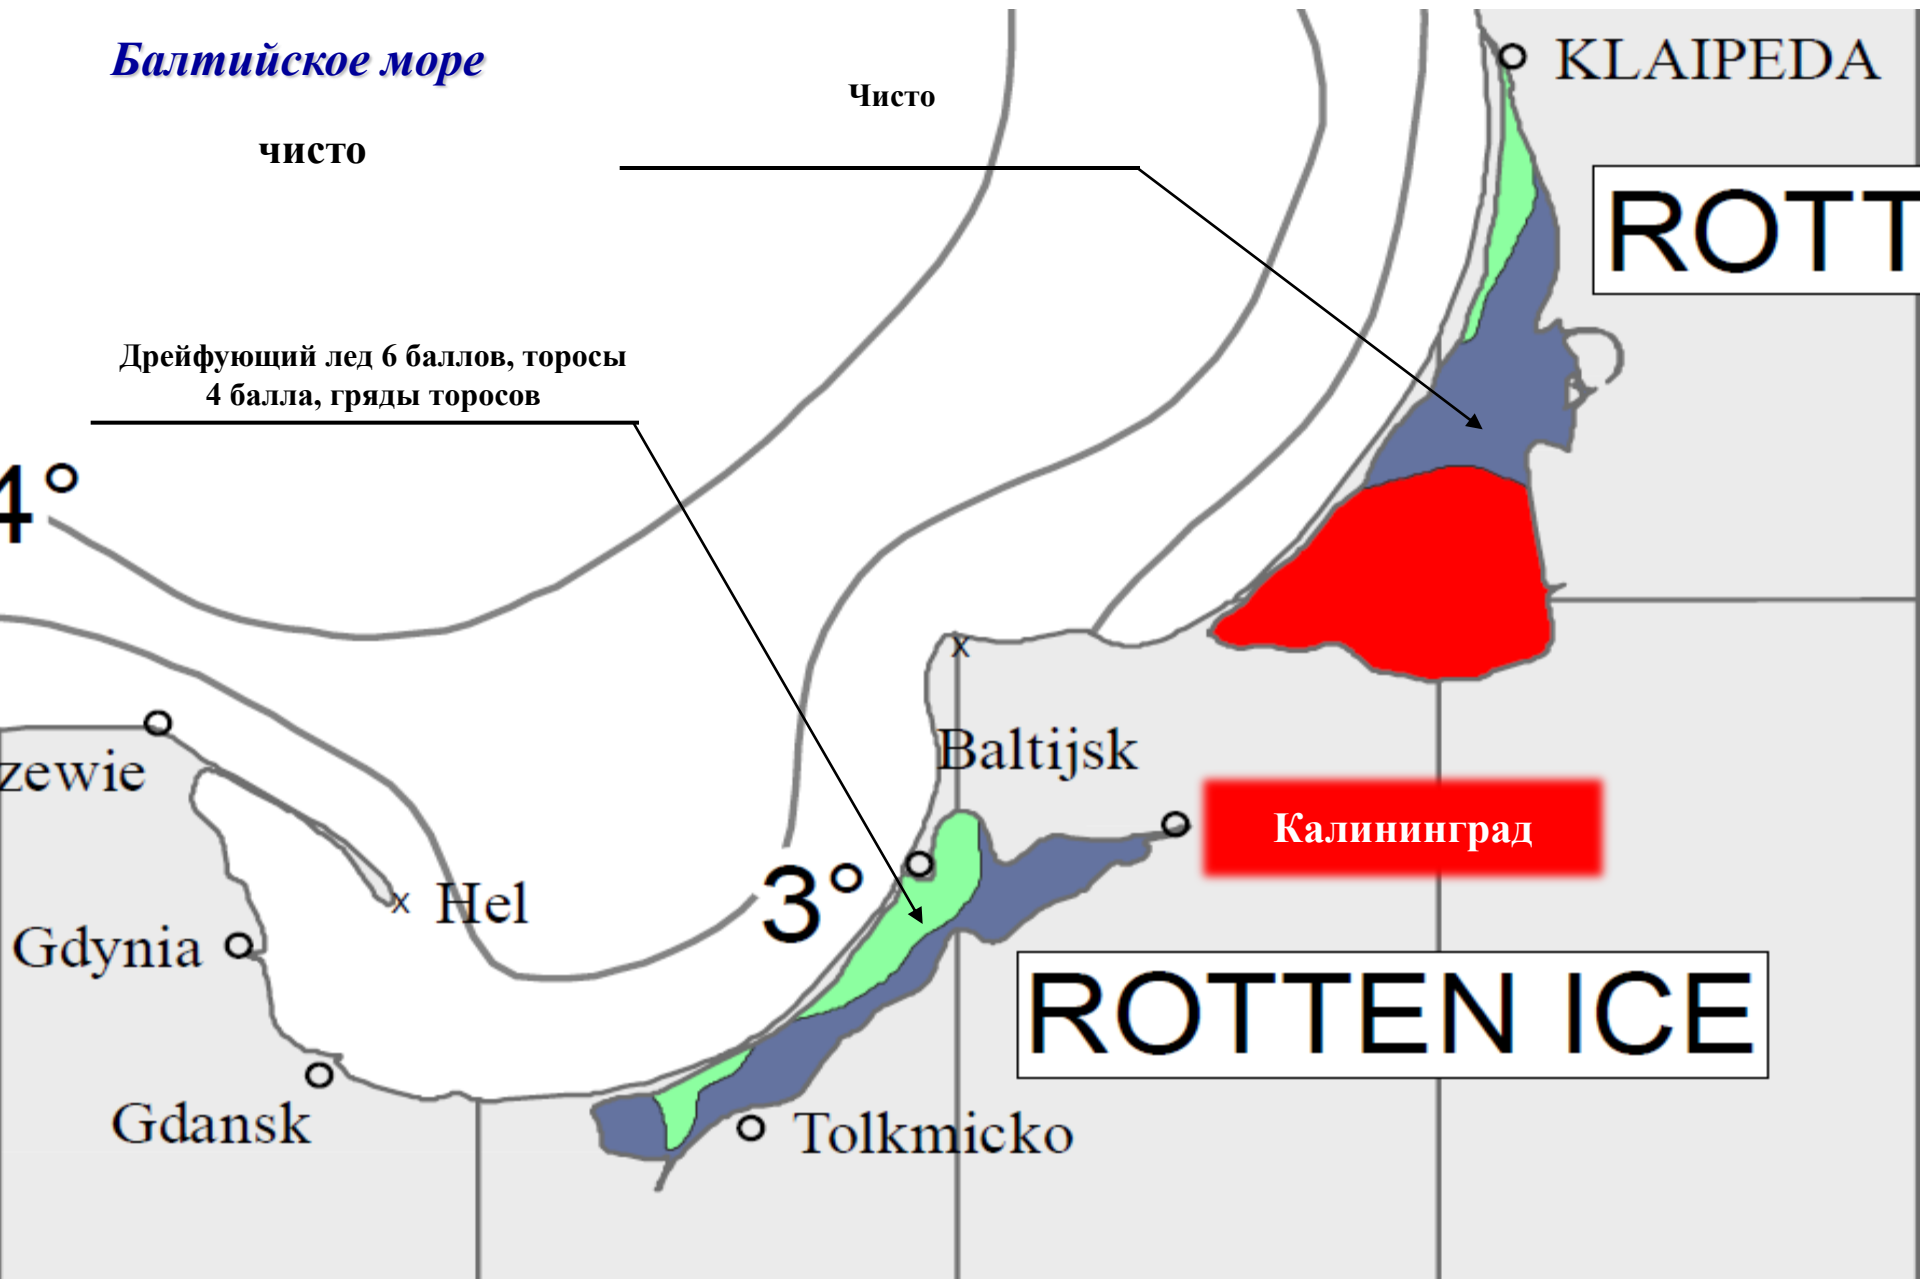 Балтийское море
чисто
Чисто
KLAIPEDA
ROTT
Дрейфующий лед 6 баллов, торосы
4 балла, гряды торосов
4°
zewie
Baltijsk
Калининград
x
3°
x Hel
Gdynia
ROTTEN ICE
Gdansk
Tolkmicko